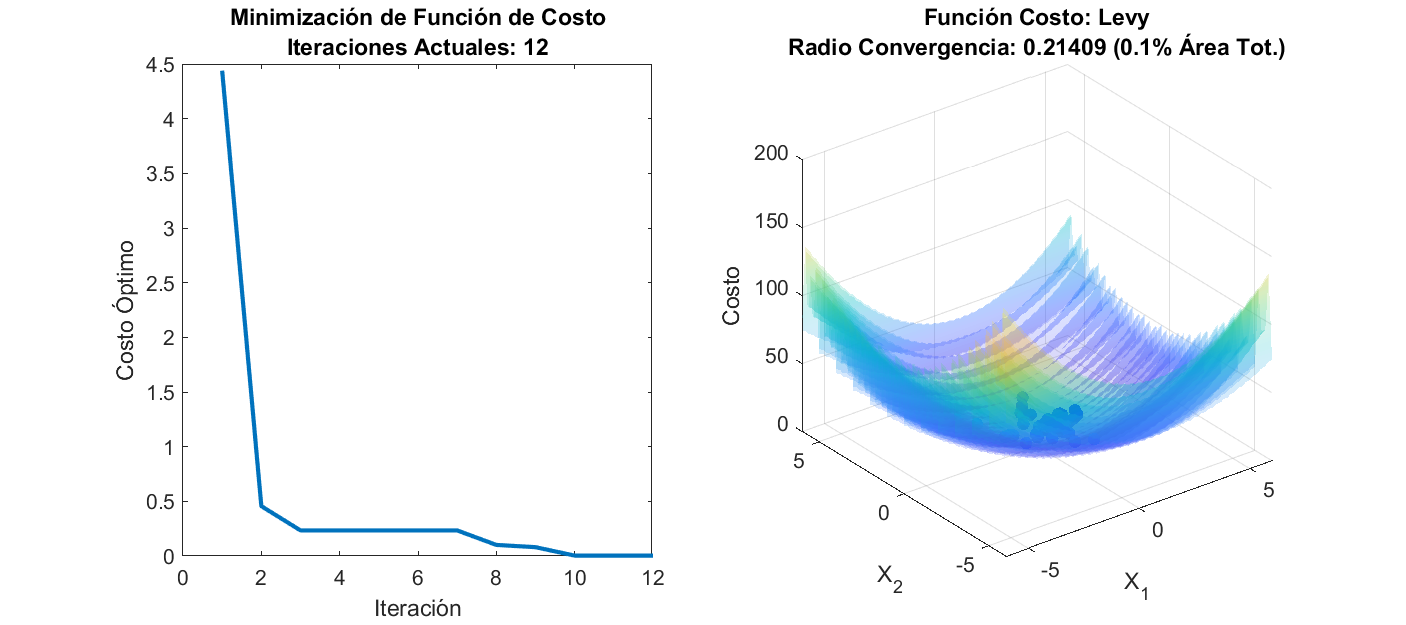 Minimización de Función de Costo
Iteraciones Actuales: 12
4.5
4
3.5
3
2.5
2
1.5
1
0.5
0
Costo Óptimo
0 2 4 6 8 10 12
Iteración
Función Costo: Levy
Radio Convergencia: 0.21409 (0.1% Área Tot.)
200
150
100
50
0
Costo
5
0
-5
X2
-5
0
5
X1